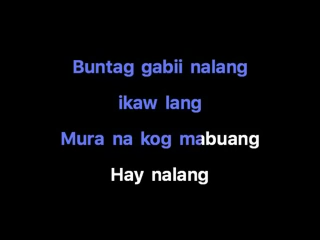 Buntag gabii nalang
ikaw lang
Mura na kog mabuang
Hay nalang